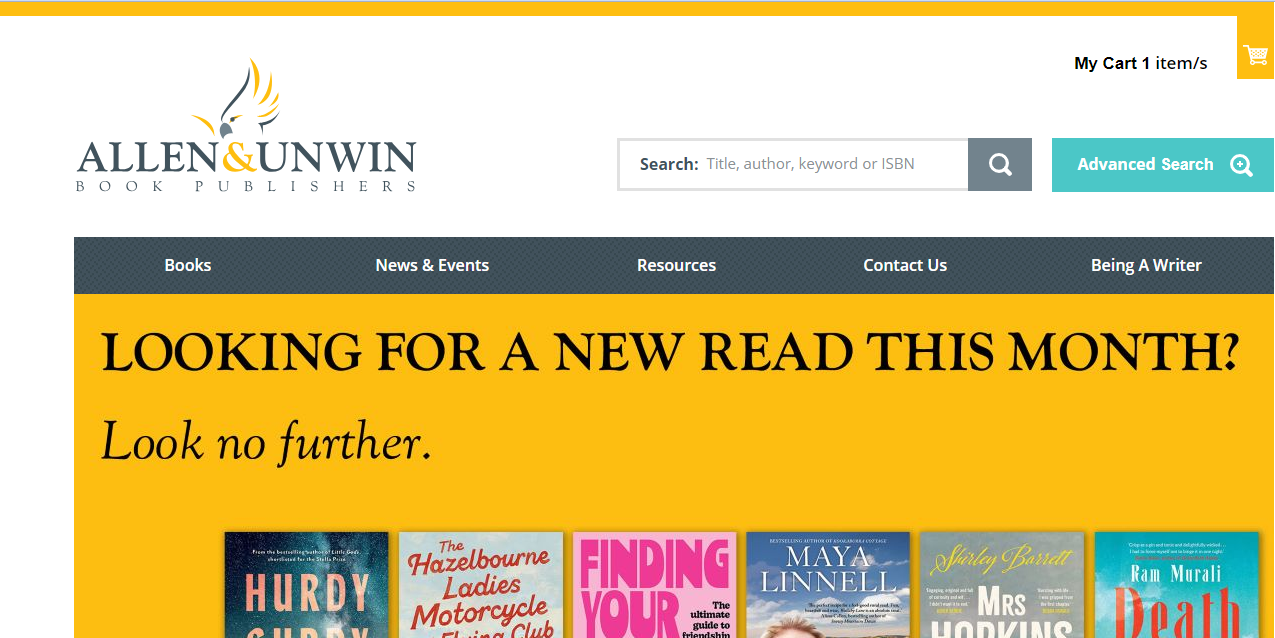 My Cart 1 item/s
ALLEN&UNWIN
BOOK PUBLISHERS
Search: Title, author, keyword or ISBN
Advanced Search
Books
News & Events
Resources
Contact Us
Being A Writer
LOOKING FOR A NEW READ THIS MONTH?
Look no further.
From the bestselling author of Little Gods,
shortlisted for the Stella Prize.
HURDY
GURDY
The
Hazelbourne
Ladies
Motorcycle
Flying Club
FINDING
YOUR
The
ultimate
guide to
friendship
BESTSELLING AUTHOR OF KOOKABURRA COTTAGE
MAYA
LINNELL
Shirley Barrett
MRS
HOPKINS
Ram Murali
Death